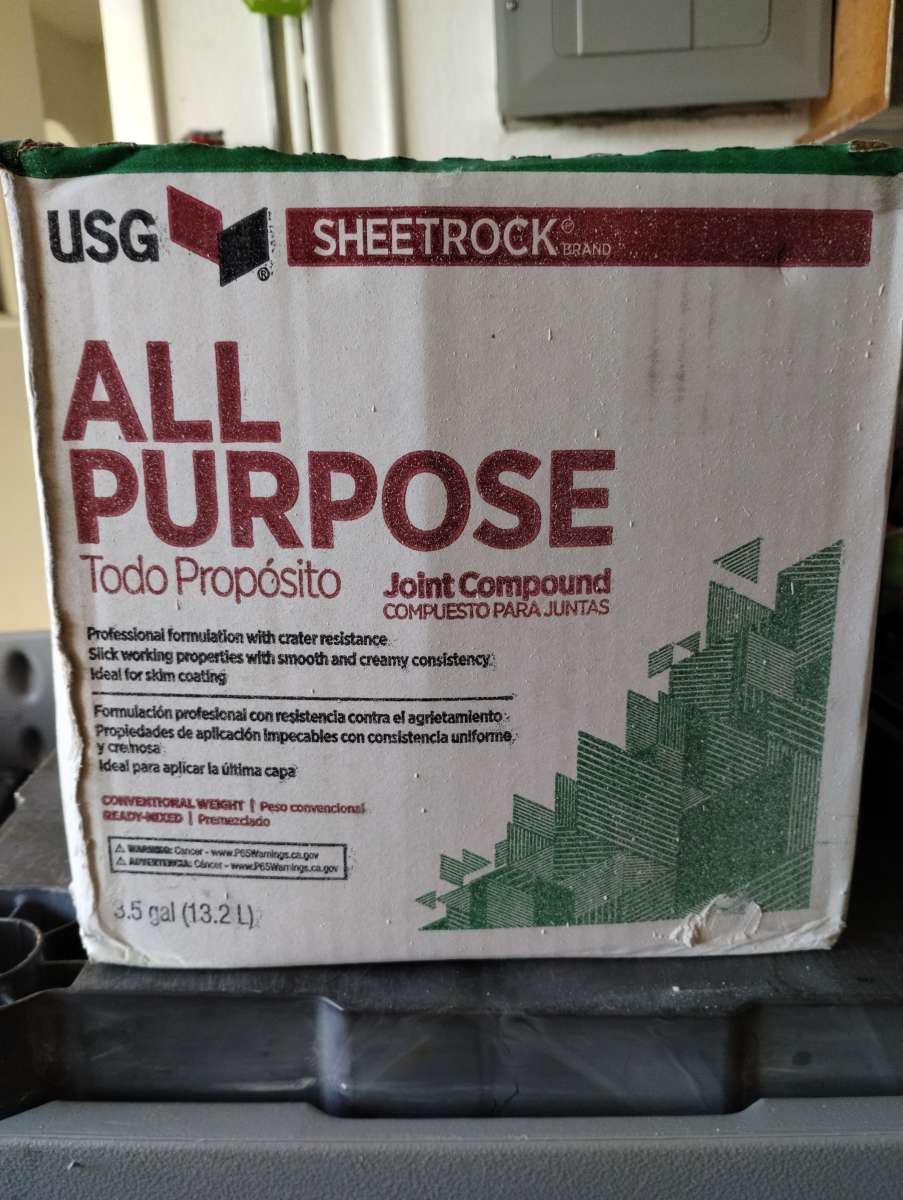 USG ® SHEETROCK® BRAND
ALL
PURPOSE
Todo Propósito
Joint Compound
COMPUESTO PARA JUNTAS
Professional formulation with crater resistance
Slick working properties with smooth and creamy consistency
Ideal for skim coating
Formulación profesional con resistencia contra el agrietamiento
Propiedades de aplicación impecables con consistencia uniforme
y cremosa
Ideal para aplicar la última capa
CONVENTIONAL WEIGHT | Peso convencional
READY-MIXED | Premezclado
⚠ WARNING: Cancer - www.P65Warnings.ca.gov
⚠ ADVERTENCIA: Cáncer - www.P65Warnings.ca.gov
3.5 gal (13.2 L)